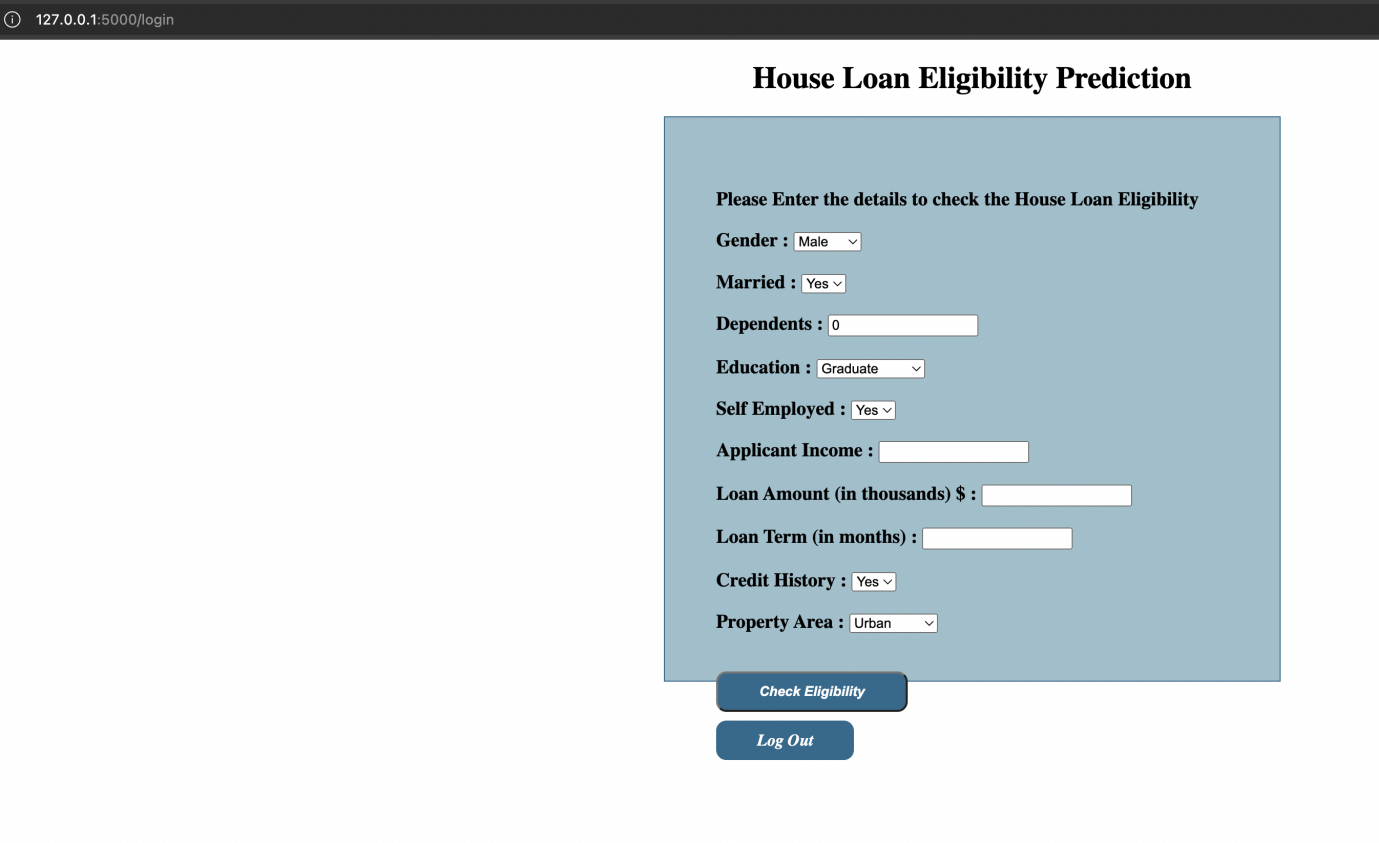 127.0.0.1:5000/login
House Loan Eligibility Prediction
Please Enter the details to check the House Loan Eligibility
Gender : Male
Married : Yes
Dependents : 0
Education : Graduate
Self Employed : Yes
Applicant Income :
Loan Amount (in thousands) $ :
Loan Term (in months) :
Credit History : Yes
Property Area : Urban
Check Eligibility
Log Out